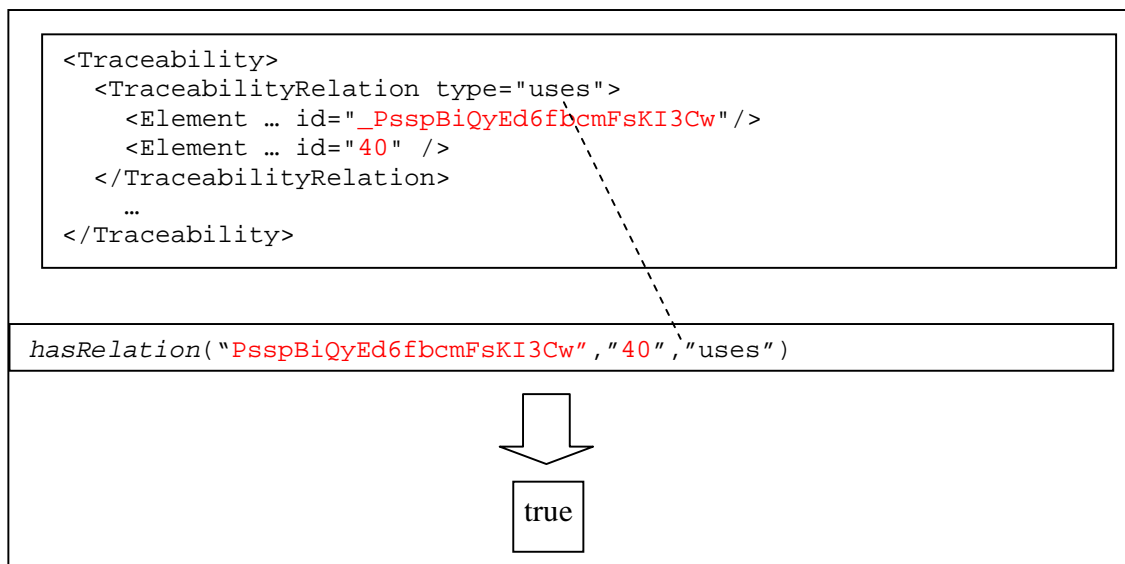 <Traceability>
<TraceabilityRelation type="uses">
<Element … id="_PsspBiQyEd6fbcmFsKI3Cw"/>
<Element … id="40" />
</TraceabilityRelation>
…
</Traceability>
hasRelation(“PsspBiQyEd6fbcmFsKI3Cw”,”40”,”uses”)
true